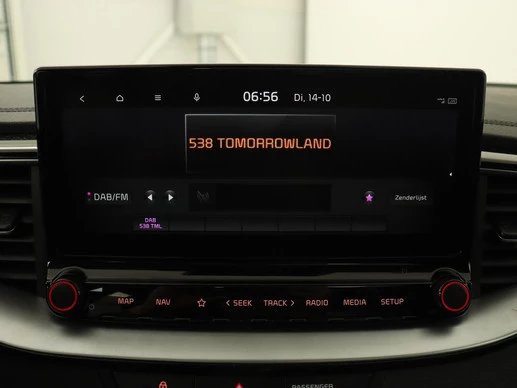 06:56 Di, 14-10
538 TOMORROWLAND
DAB/FM Zenderlijst
DAB
538 TML
MAP NAV SEEK TRACK RADIO MEDIA SETUP
PASSENGER